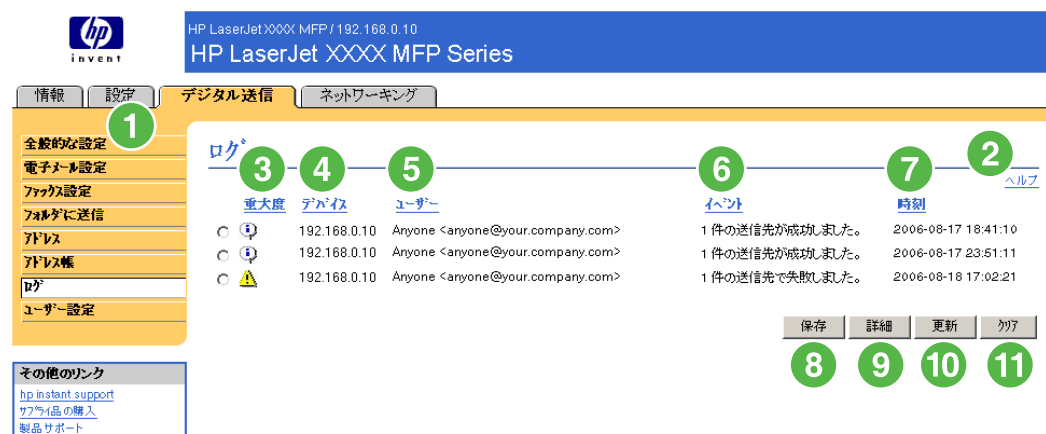 hp
invent
HP LaserJet XXXX MFP / 192.168.0.10
HP LaserJet XXXX MFP Series
情報 設定 デジタル送信 ネットワーキング
1
全般的な設定
電子メール設定
ファックス設定
フォルダに送信
アドレス
アドレス帳
ログ
ユーザー設定
その他のリンク
hp instant support
サプライ品の購入
製品サポート
ログ
2
ヘルプ
3 4 5 6 7
重大度 デバイス ユーザー イベント 時刻
192.168.0.10 Anyone <anyone@your.company.com> 1 件の送信先が成功しました。 2006-08-17 18:41:10
192.168.0.10 Anyone <anyone@your.company.com> 1 件の送信先が成功しました。 2006-08-17 23:51:11
192.168.0.10 Anyone <anyone@your.company.com> 1 件の送信先で失敗しました。 2006-08-18 17:02:21
保存 詳細 更新 クリア
8 9 10 11